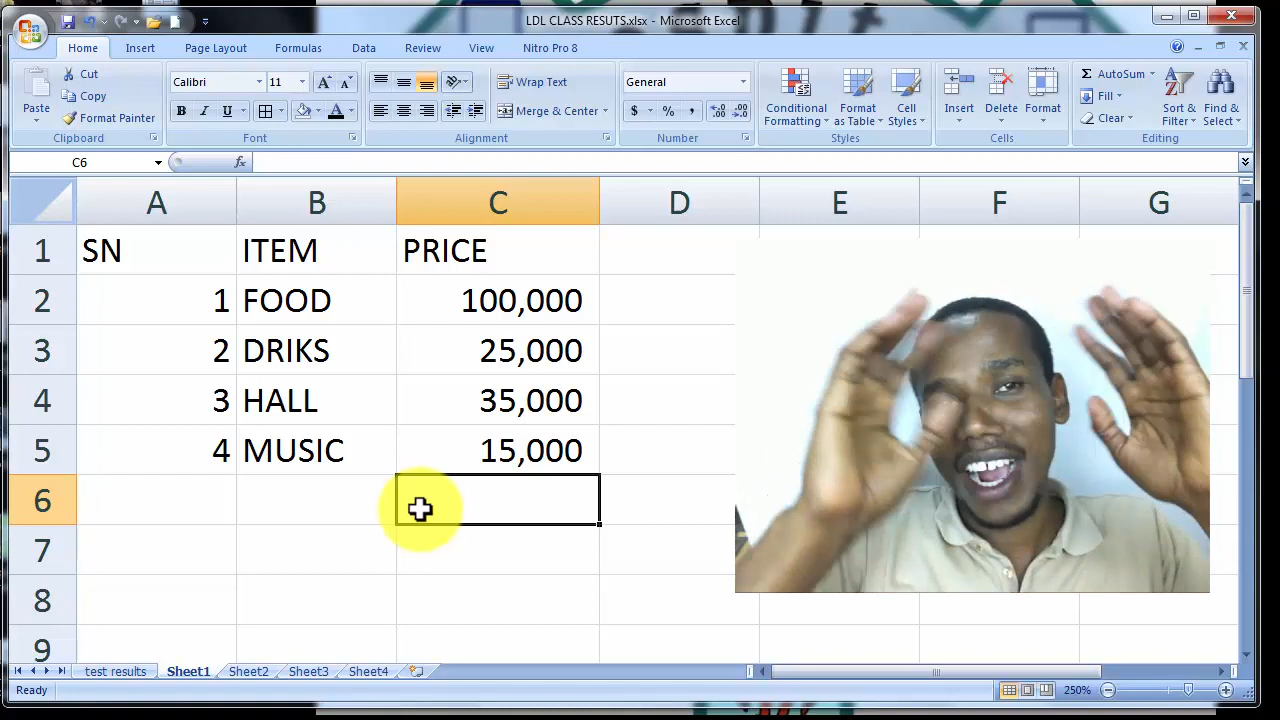 LDL CLASS RESUTS.xlsx - Microsoft Excel
Home Insert Page Layout Formulas Data Review View Nitro Pro 8
Paste
Cut
Copy
Format Painter
Clipboard
Calibri 11
B I U
Font
Wrap Text
Merge & Center
Alignment
General
$ % ,
Number
Conditional Formatting
Format as Table
Cell Styles
Styles
Insert Delete Format
Cells
Σ AutoSum
Fill
Clear
Sort & Filter
Find & Select
Editing
C6 fx
A B C D E F G
1 SN ITEM PRICE
2 1 FOOD 100,000
3 2 DRIKS 25,000
4 3 HALL 35,000
5 4 MUSIC 15,000
6
7
8
9
test results Sheet1 Sheet2 Sheet3 Sheet4
Ready 250%